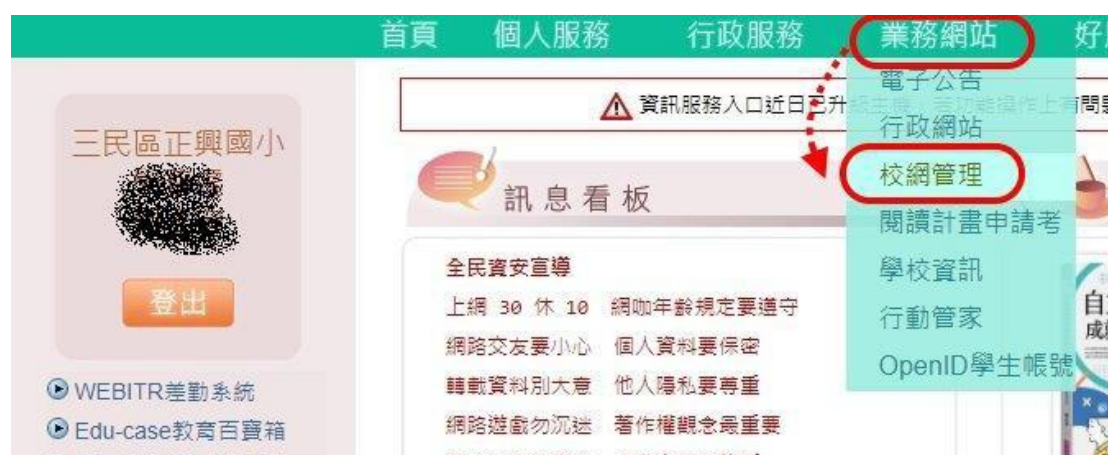 首頁 個人服務 行政服務 業務網站
電子公告
資訊服務入口近日已升
行政網站
三民區正興國小
校網管理
訊息看板
閱讀計畫申請考
全民資安宣導
學校資訊
登出
上網 30 休 10 網咖年齡規定要遵守
行動管家
網路交友要小心 個人資料要保密
OpenID學生帳號
WEBITR差勤系統
轉載資料別大意 他人隱私要尊重
Edu-case教育百寶箱
網路遊戲勿沉迷 著作權觀念最重要